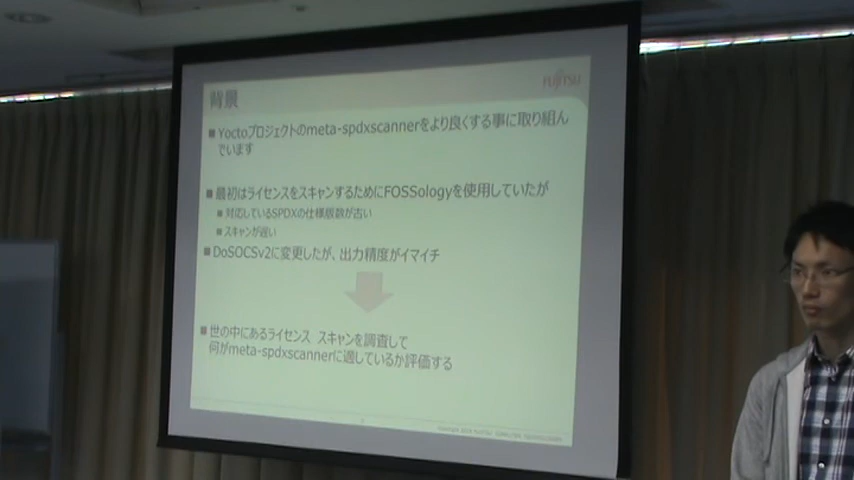 FUJITSU
背景
■ Yoctoプロジェクトのmeta-spdxscannerをより良くする事に取り組ん
でいます
■ 最初はライセンスをスキャンするためにFOSSologyを使用していたが
■ 対応しているSPDXの仕様版数が古い
■ スキャンが遅い
■ DoSOCSv2に変更したが、出力精度がイマイチ
■ 世の中にあるライセンス スキャンを調査して
何がmeta-spdxscannerに適しているか評価する